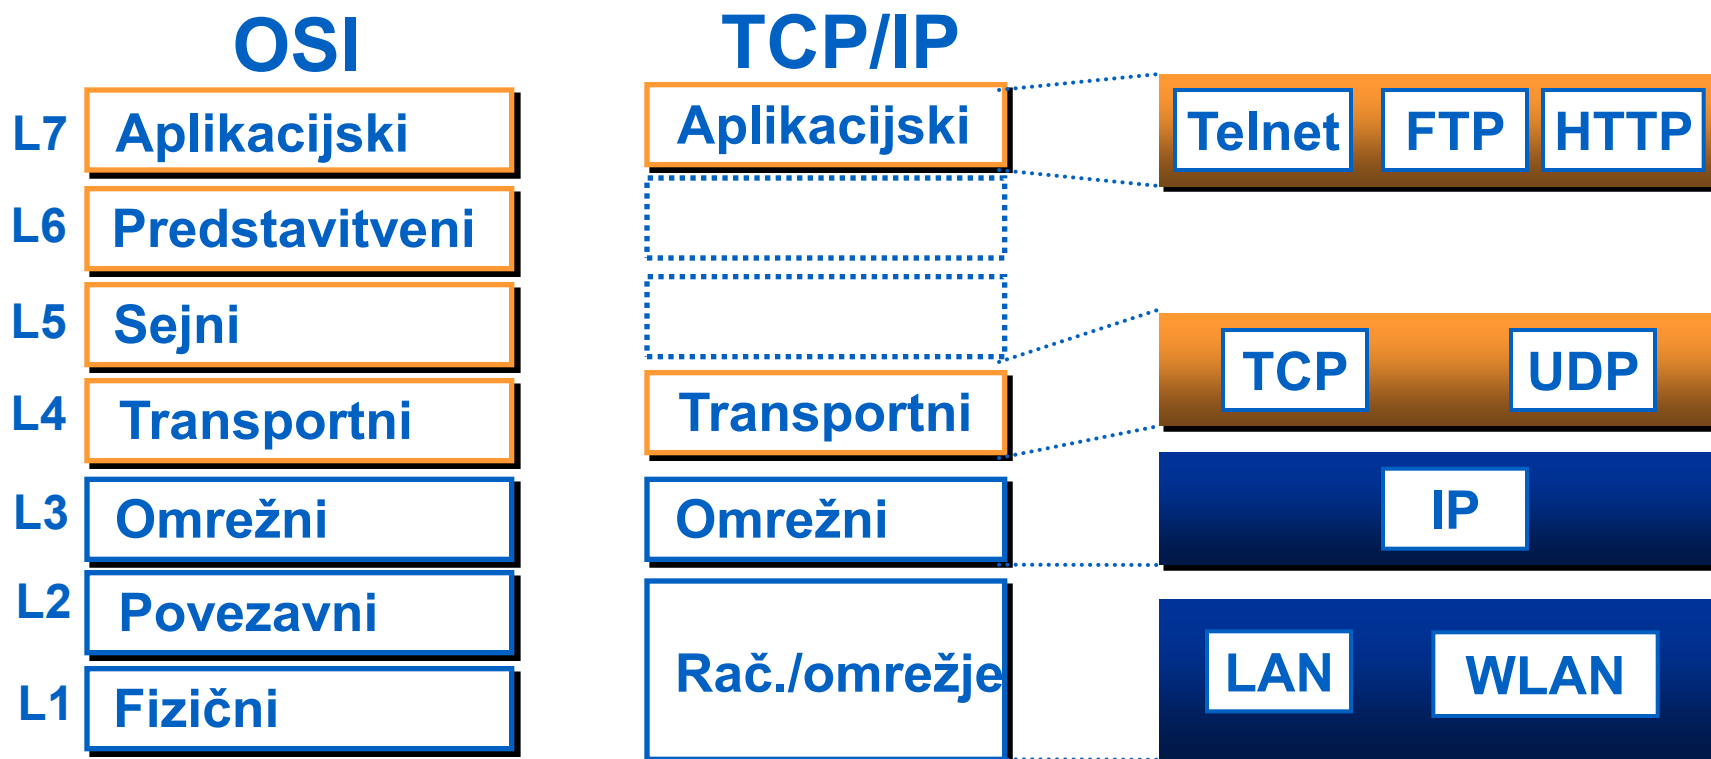 OSI
TCP/IP
L7 Aplikacijski
Aplikacijski
Telnet FTP HTTP
L6 Predstavitveni
L5 Sejni
L4 Transportni
Transportni
TCP UDP
L3 Omrežni
Omrežni
IP
L2 Povezavni
L1 Fizični
Rač./omrežje
LAN WLAN